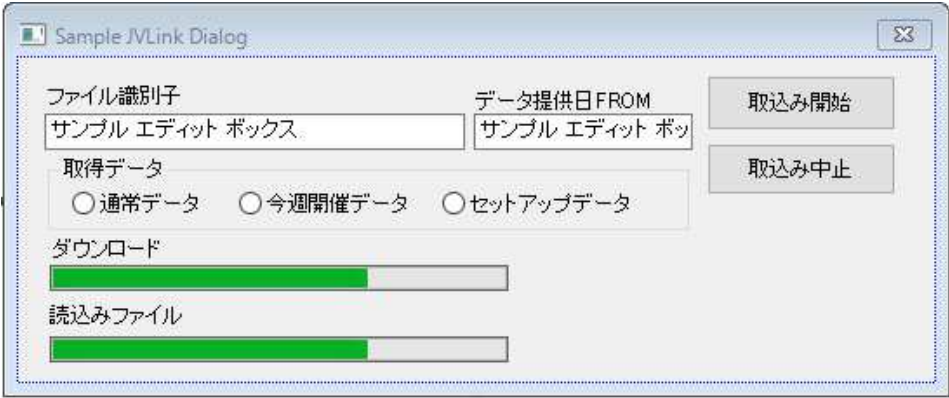 Sample JVLink Dialog
ファイル識別子
データ提供日FROM
取込み開始
サンプル エディット ボックス
サンプル エディット ボッ
取込み中止
取得データ
通常データ
今週開催データ
セットアップデータ
ダウンロード
読込みファイル